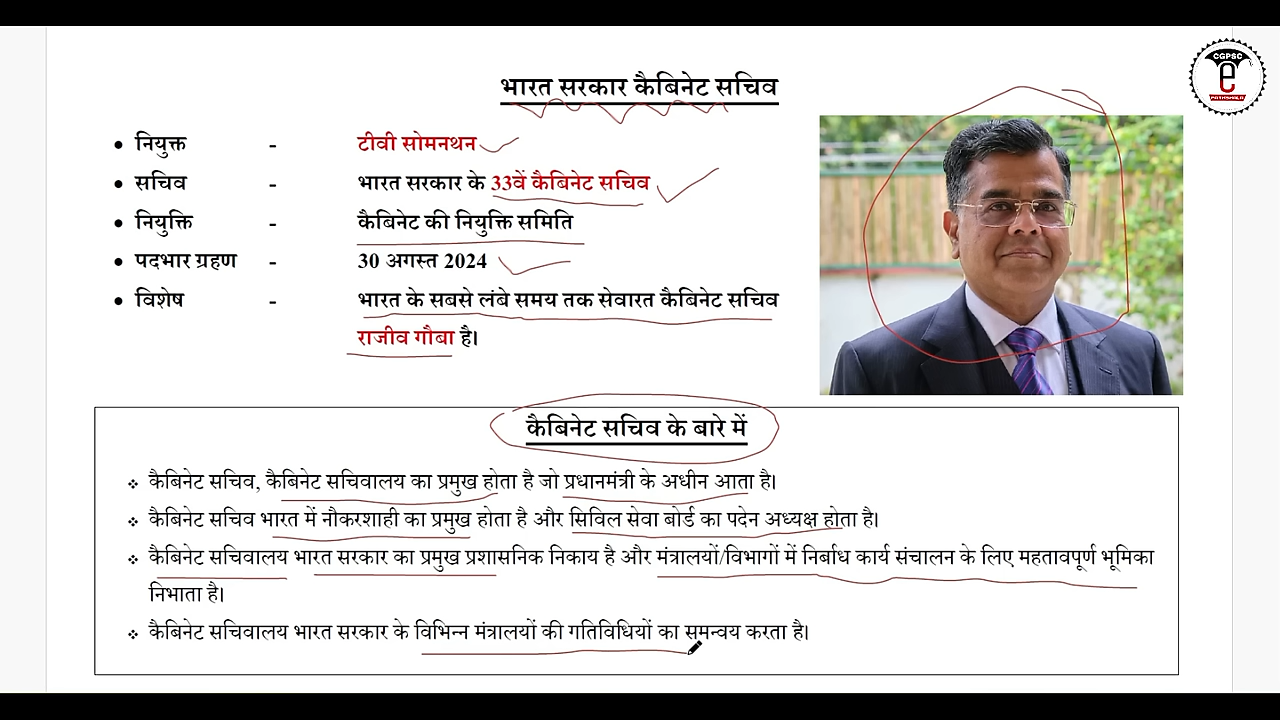 भारत सरकार कैबिनेट सचिव
CGPSC
e
PATHSHALA
• नियुक्त - टीवी सोमनथन
• सचिव - भारत सरकार के 33वें कैबिनेट सचिव
• नियुक्ति - कैबिनेट की नियुक्ति समिति
• पदभार ग्रहण - 30 अगस्त 2024
• विशेष - भारत के सबसे लंबे समय तक सेवारत कैबिनेट सचिव
राजीव गौबा है।
कैबिनेट सचिव के बारे में
कैबिनेट सचिव, कैबिनेट सचिवालय का प्रमुख होता है जो प्रधानमंत्री के अधीन आता है।
कैबिनेट सचिव भारत में नौकरशाही का प्रमुख होता है और सिविल सेवा बोर्ड का पदेन अध्यक्ष होता है।
कैबिनेट सचिवालय भारत सरकार का प्रमुख प्रशासनिक निकाय है और मंत्रालयों/विभागों में निर्बाध कार्य संचालन के लिए महतावपूर्ण भूमिका
निभाता है।
कैबिनेट सचिवालय भारत सरकार के विभिन्न मंत्रालयों की गतिविधियों का समन्वय करता है।